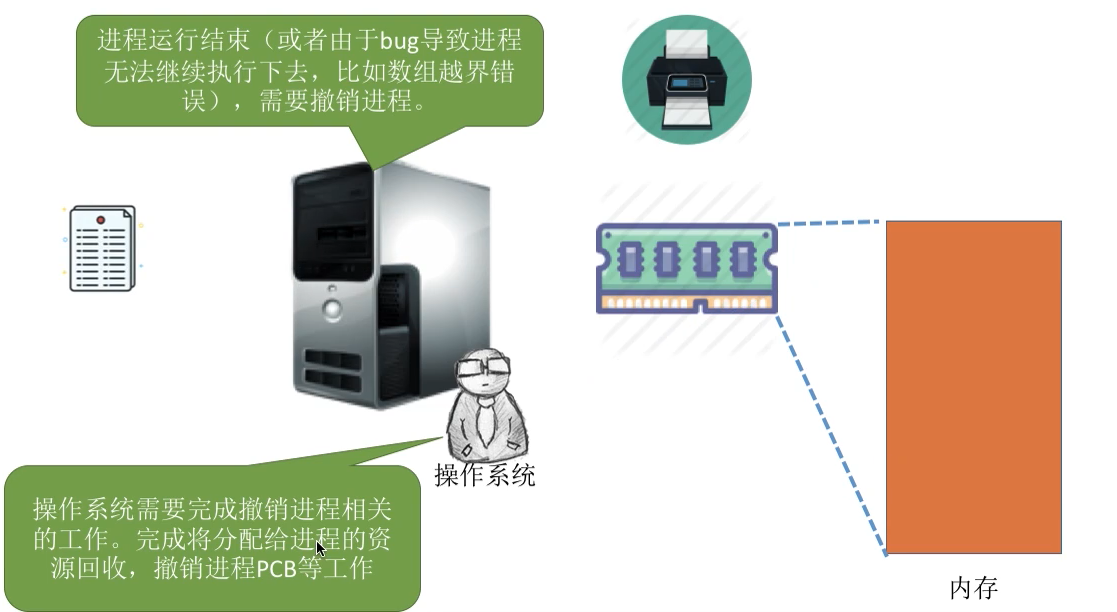 进程运行结束（或者由于bug导致进程
无法继续执行下去，比如数组越界错
误），需要撤销进程。
操作系统
操作系统需要完成撤销进程相关
的工作。完成将分配给进程的资
源回收，撤销进程PCB等工作
内存